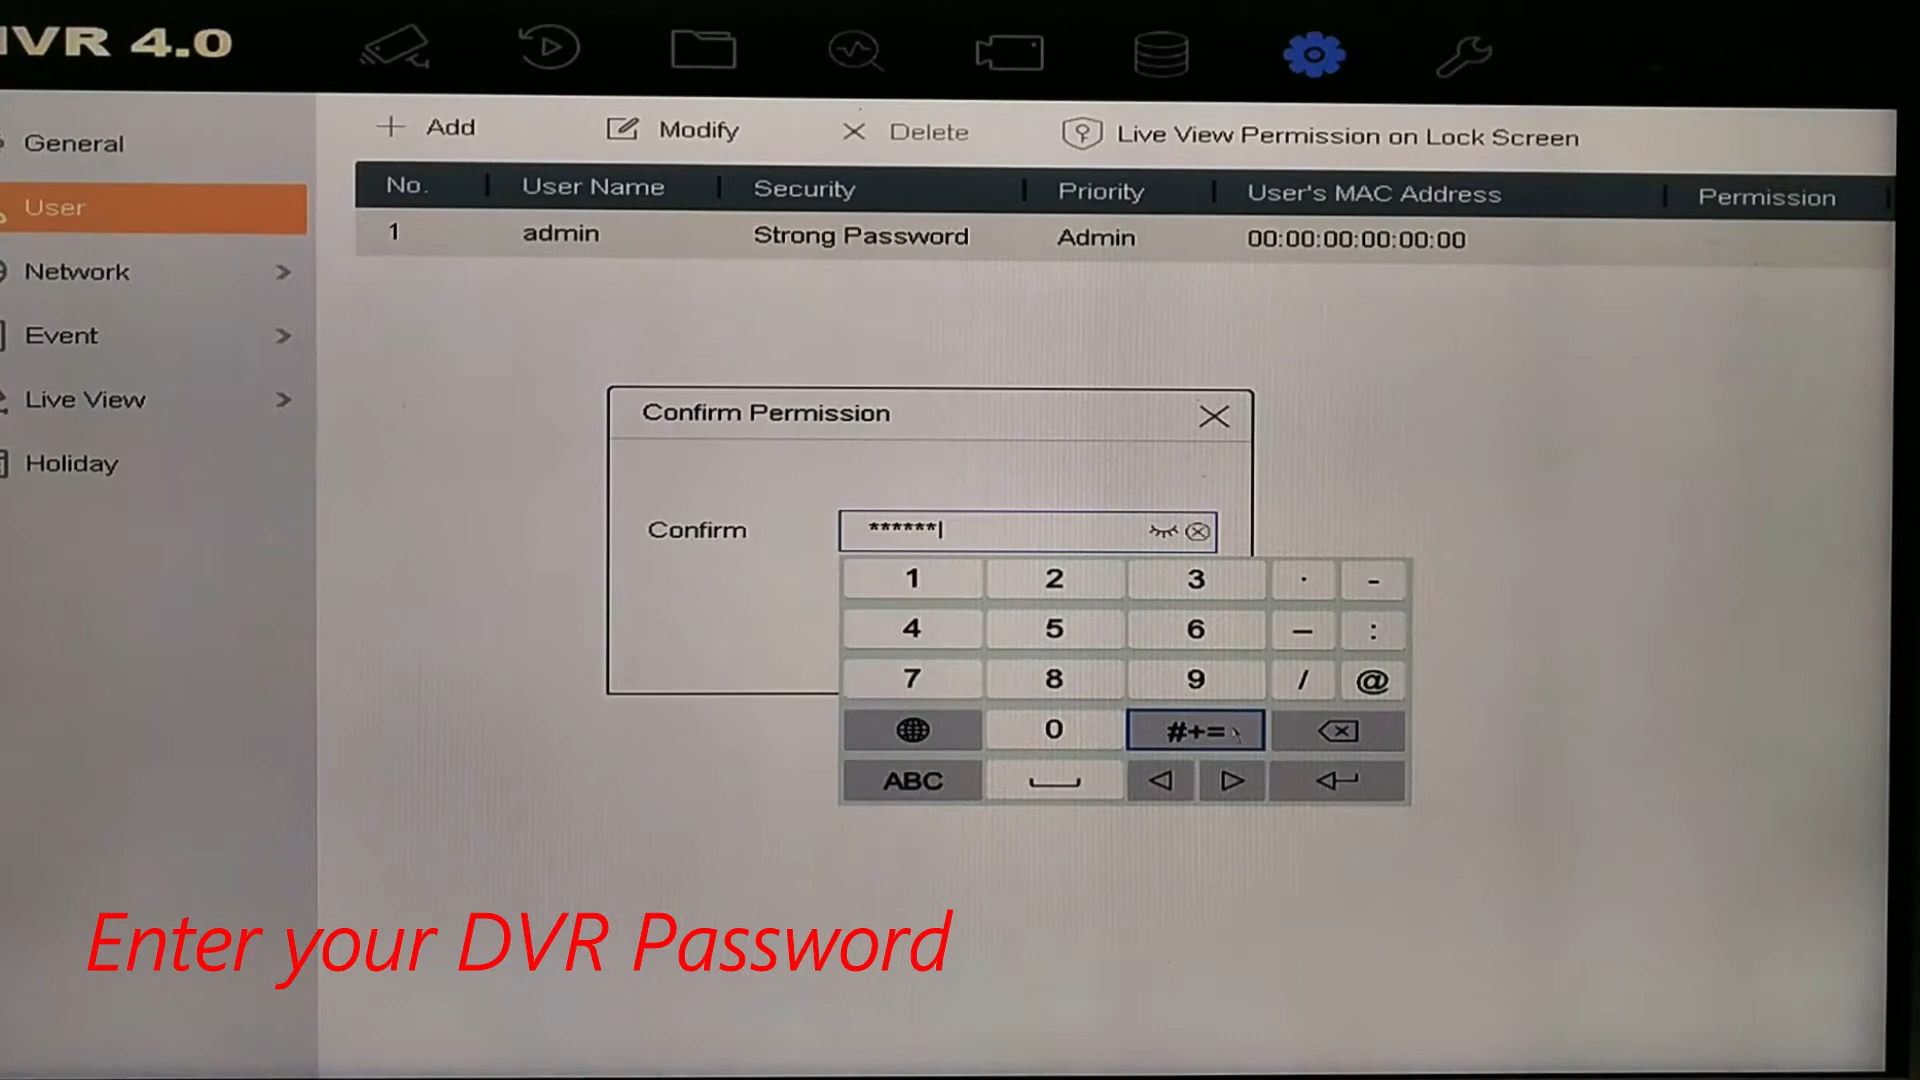 VR 4.0
Add Modify Delete Live View Permission on Lock Screen
General
User
Network
Event
Live View
Holiday
No. User Name Security Priority User's MAC Address Permission
1 admin Strong Password Admin 00:00:00:00:00:00
Confirm Permission
Confirm ******
1 2 3 . -
4 5 6 — :
7 8 9 / @
0 #+=
ABC
Enter your DVR Password